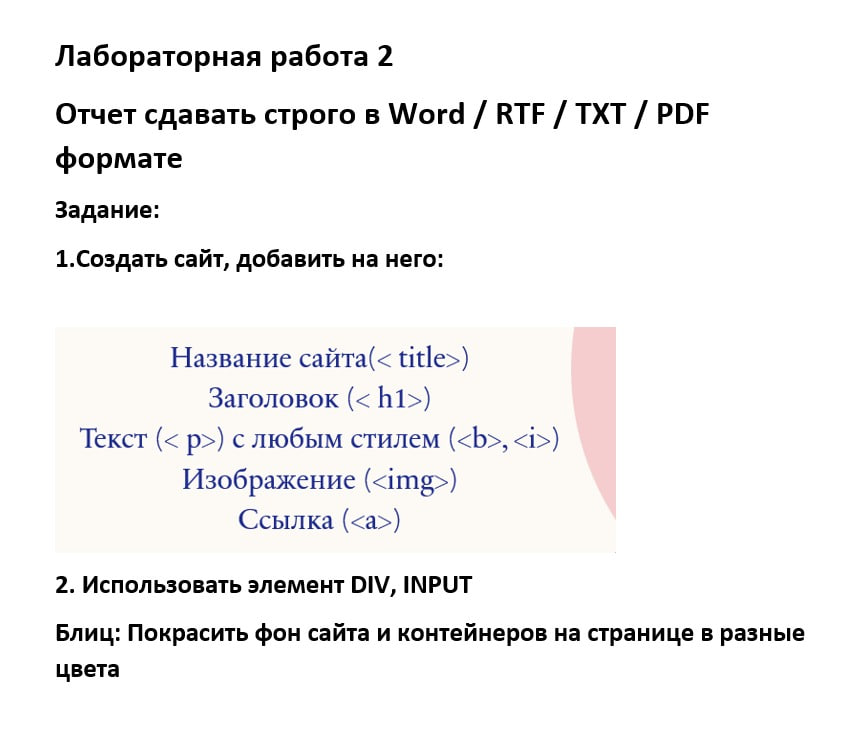 Лабораторная работа 2
Отчет сдавать строго в Word / RTF / TXT / PDF
формате
Задание:
1.Создать сайт, добавить на него:
Название сайта(< title>)
Заголовок (< h1>)
Текст (< p>) с любым стилем (<b>, <i>)
Изображение (<img>)
Ссылка (<a>)
2. Использовать элемент DIV, INPUT
Блиц: Покрасить фон сайта и контейнеров на странице в разные
цвета